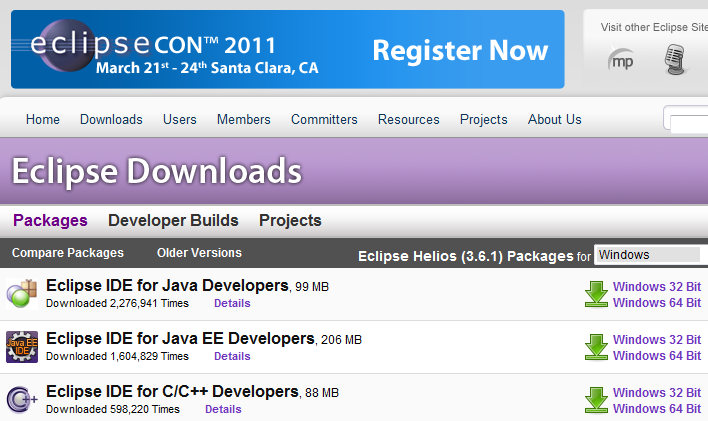 eclipsecon™ 2011
March 21st - 24th Santa Clara, CA
Register Now
Visit other Eclipse Site
mp
Home Downloads Users Members Committers Resources Projects About Us
Eclipse Downloads
Packages Developer Builds Projects
Compare Packages Older Versions Eclipse Helios (3.6.1) Packages for Windows
Eclipse IDE for Java Developers, 99 MB
Downloaded 2,276,941 Times Details
Windows 32 Bit
Windows 64 Bit
Java EE
IDE
Eclipse IDE for Java EE Developers, 206 MB
Downloaded 1,604,829 Times Details
Windows 32 Bit
Windows 64 Bit
C++
Eclipse IDE for C/C++ Developers, 88 MB
Downloaded 598,220 Times Details
Windows 32 Bit
Windows 64 Bit